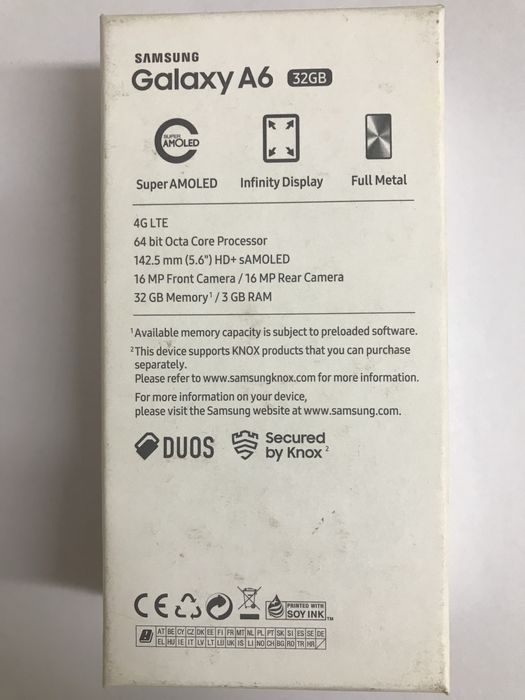 SAMSUNG
Galaxy A6 32GB
SUPER
AMOLED
Super AMOLED Infinity Display Full Metal
4G LTE
64 bit Octa Core Processor
142.5 mm (5.6") HD+ sAMOLED
16 MP Front Camera / 16 MP Rear Camera
32 GB Memory¹ / 3 GB RAM
¹Available memory capacity is subject to preloaded software.
²This device supports KNOX products that you can purchase
separately.
Please refer to www.samsungknox.com for more information.
For more information on your device,
please visit the Samsung website at www.samsung.com.
DUOS Secured
by Knox²
CE PRINTED WITH
SOY INK TM
AT BE CY CZ DK EE FI FR MT NL PL PT SK SI ES SE DE
EL HU IE IT LV LT LU UK IS LI NO CH BG RO TR HR